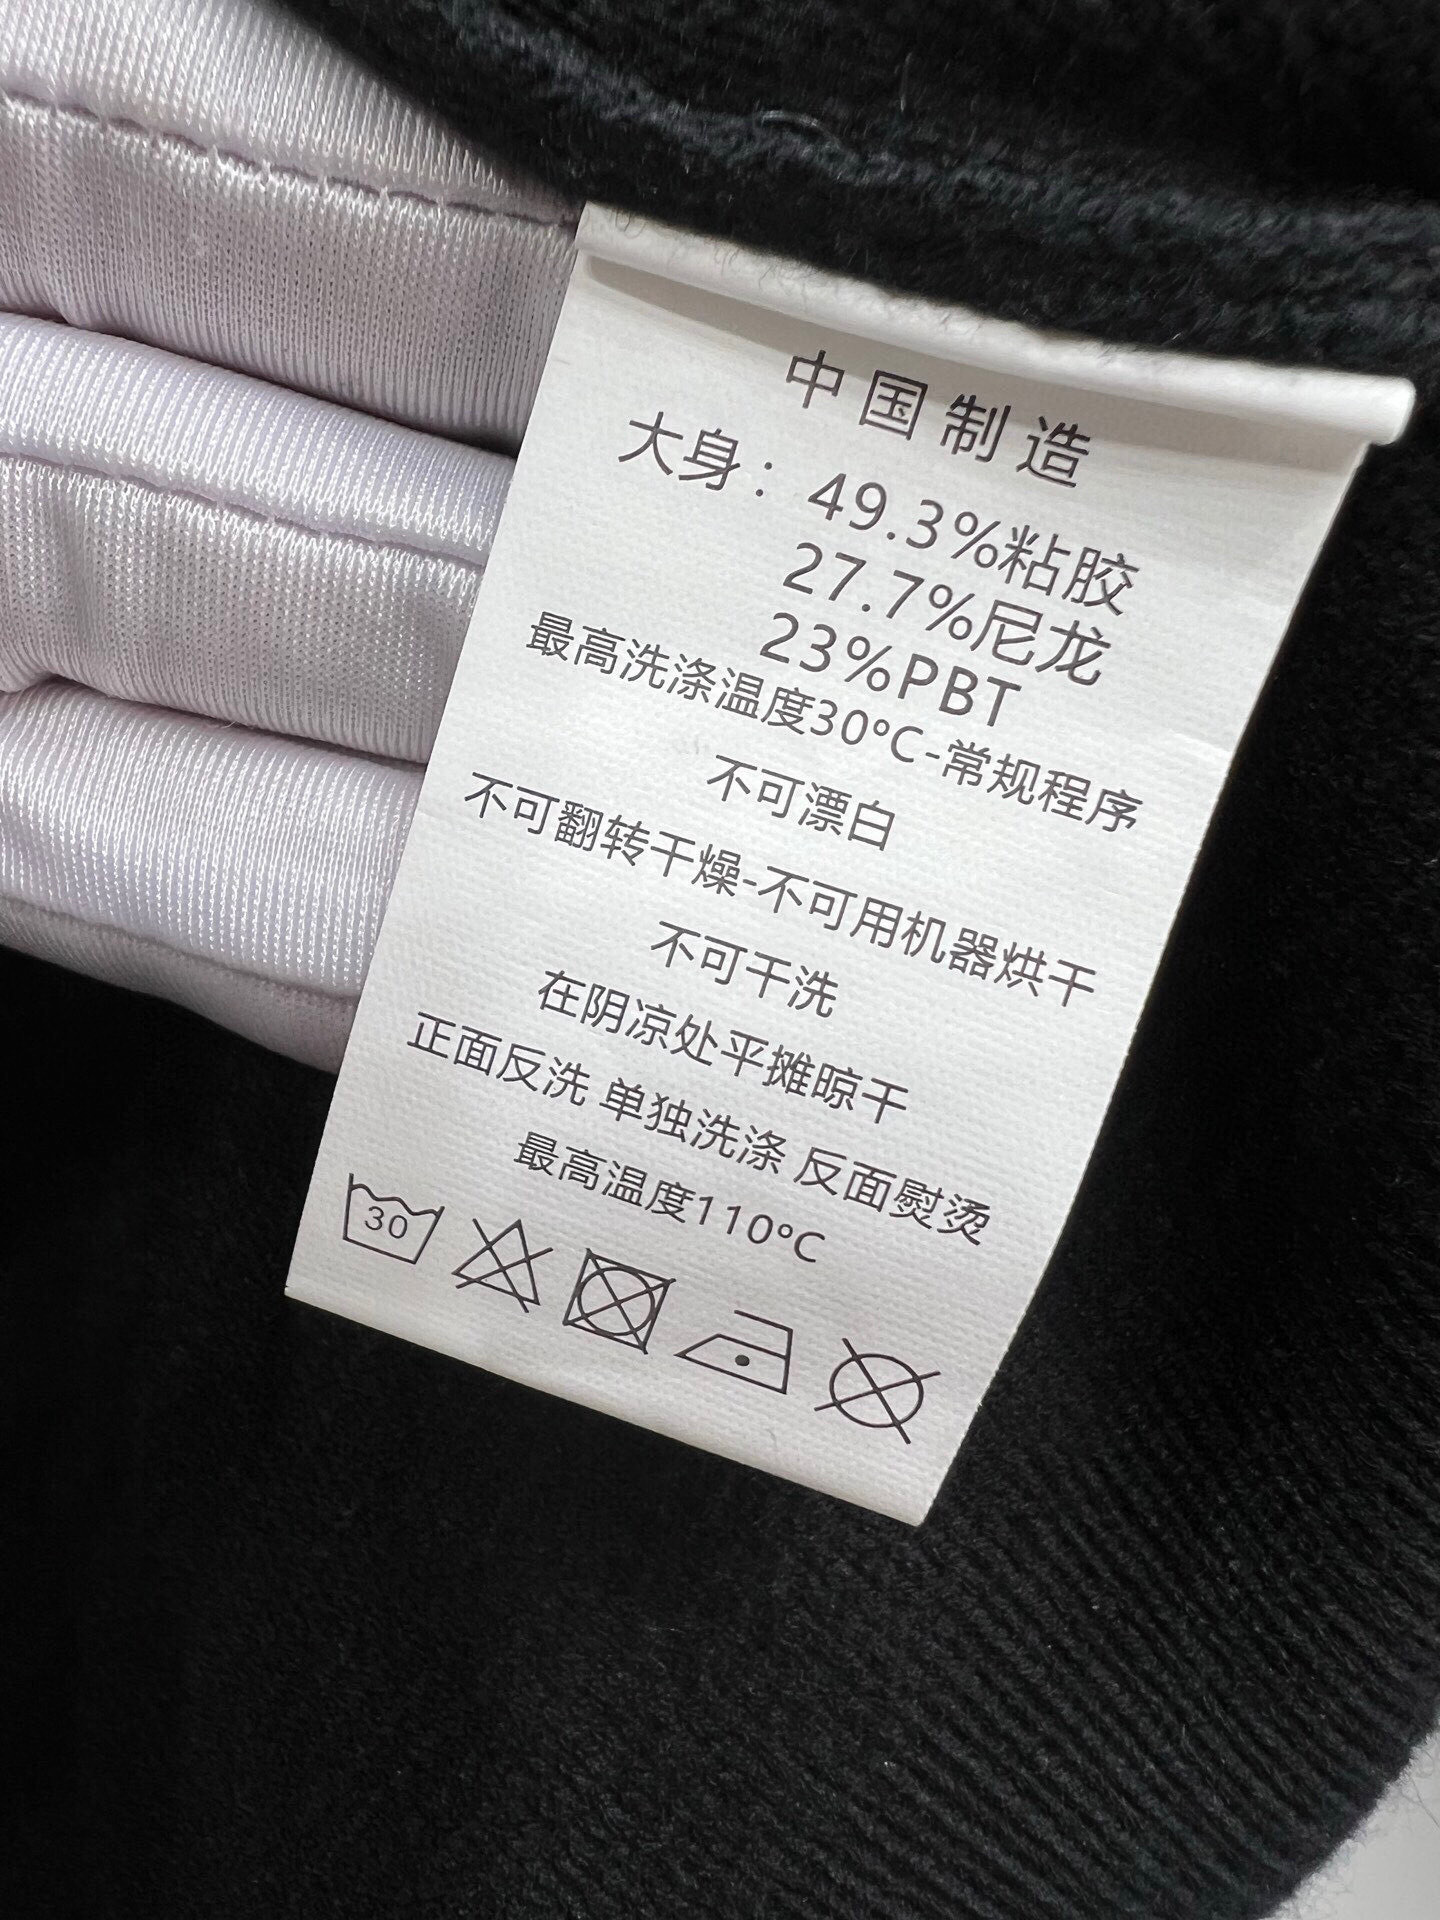 中国制造
大身：49.3%粘胶
27.7%尼龙
23%PBT
最高洗涤温度30℃-常规程序
不可漂白
不可翻转干燥-不可用机器烘干
不可干洗
在阴凉处平摊晾干
正面反洗 单独洗涤 反面熨烫
最高温度110℃
30